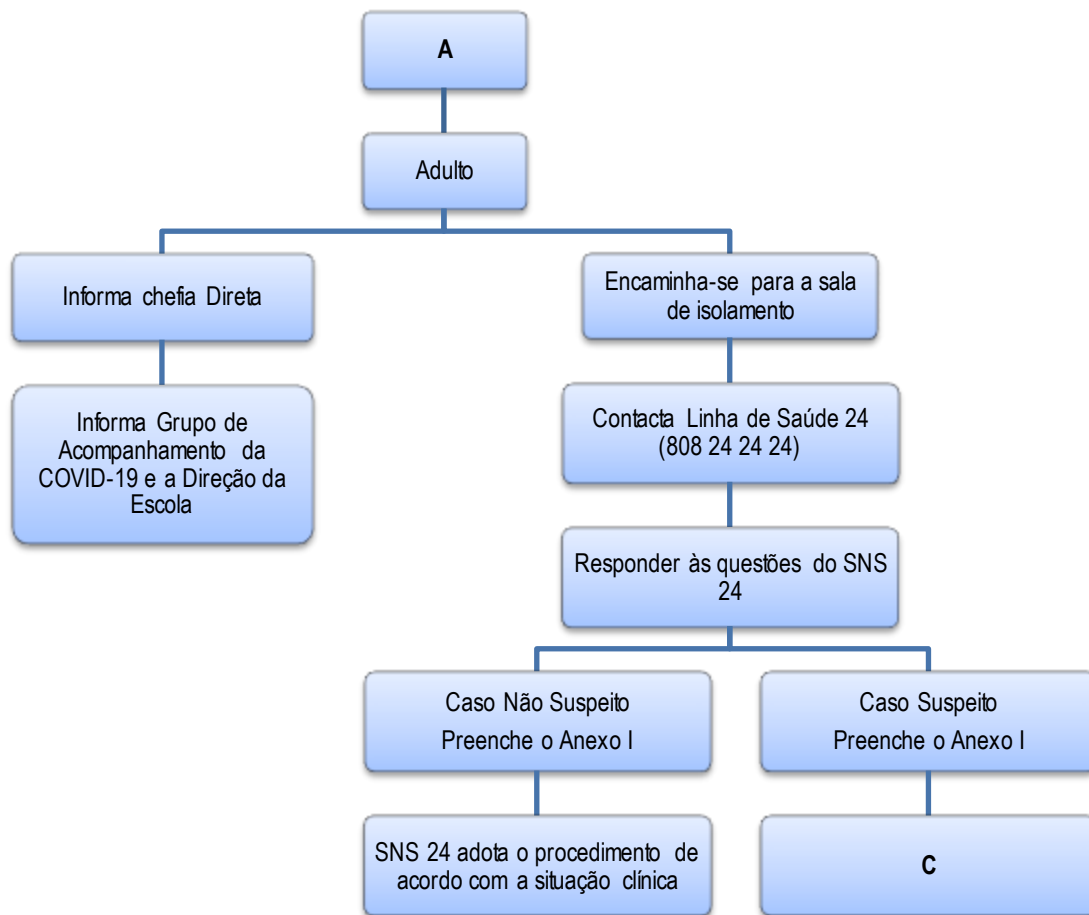 A
Adulto
Informa chefia Direta
Encaminha-se para a sala
de isolamento
Informa Grupo de
Acompanhamento da
COVID-19 e a Direção da
Escola
Contacta Linha de Saúde 24
(808 24 24 24)
Responder às questões do SNS
24
Caso Não Suspeito
Preenche o Anexo I
Caso Suspeito
Preenche o Anexo I
SNS 24 adota o procedimento de
acordo com a situação clínica
C